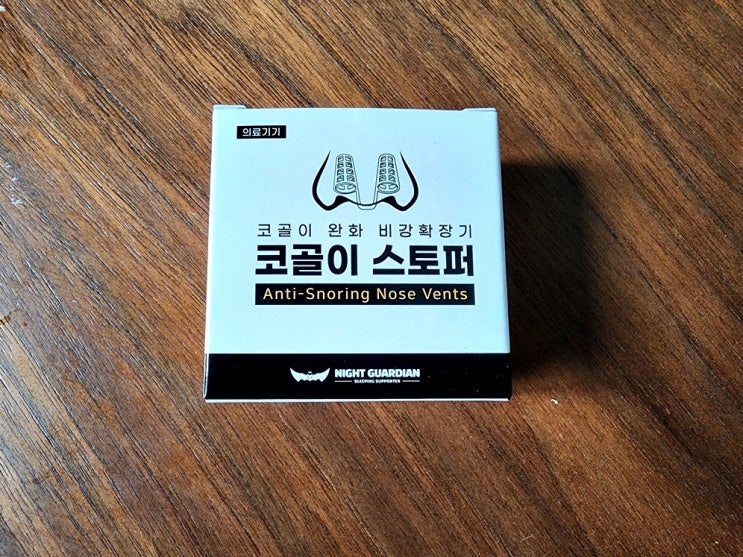 의료기기
코골이 완화 비강확장기
코골이 스토퍼
Anti-Snoring Nose Vents
NIGHT GUARDIAN
SLEEPING SUPPORTER